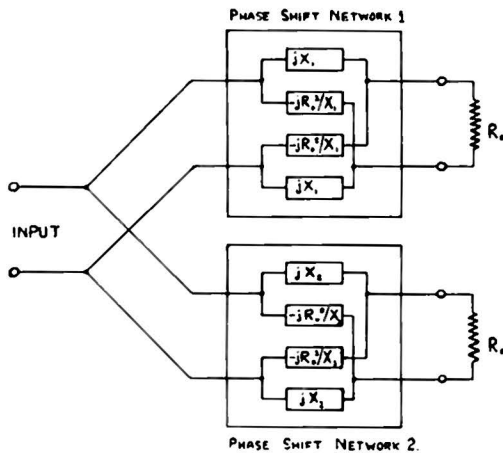 PHASE SHIFT NETWORK 1
jX₁
-jR₀²/X₁
-jR₀²/X₁
jX₁
R₀
INPUT
jX₂
-jR₀²/X₂
-jR₀²/X₂
jX₂
R₀
PHASE SHIFT NETWORK 2.